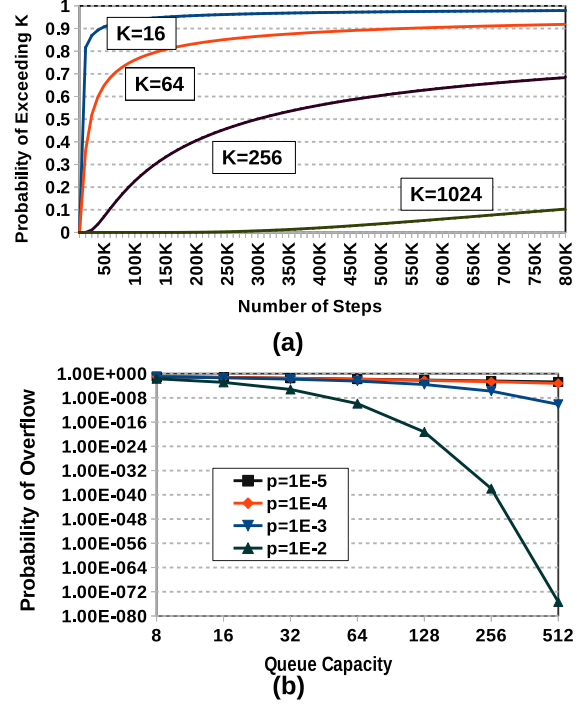 Probability of Exceeding K
1
0.9
0.8
0.7
0.6
0.5
0.4
0.3
0.2
0.1
0
K=16
K=64
K=256
K=1024
50K
100K
150K
200K
250K
300K
350K
400K
450K
500K
550K
600K
650K
700K
750K
800K
Number of Steps
(a)
Probability of Overflow
1.00E+000
1.00E-008
1.00E-016
1.00E-024
1.00E-032
1.00E-040
1.00E-048
1.00E-056
1.00E-064
1.00E-072
1.00E-080
p=1E-5
p=1E-4
p=1E-3
p=1E-2
8 16 32 64 128 256 512
Queue Capacity
(b)